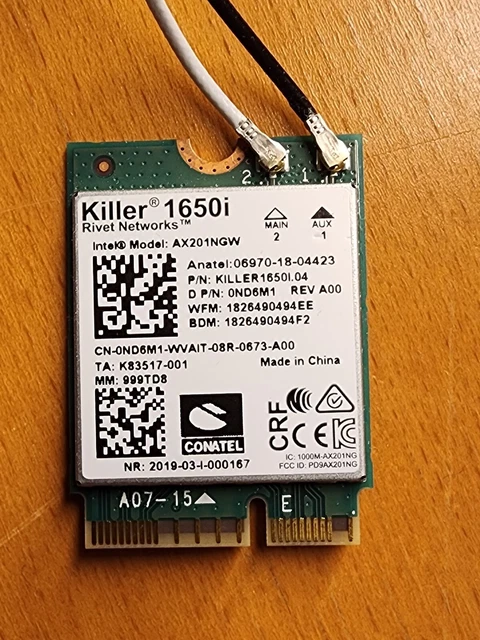 2 1
Killer® 1650i
Rivet Networks™
MAIN AUX
2 1
Intel® Model: AX201NGW
Anatel: 06970-18-04423
P/N: KILLER1650I.04
D P/N: 0ND6M1 REV A00
WFM: 1826490494EE
BDM: 1826490494F2
CN-0ND6M1-WVAIT-08R-0673-A00
TA: K83517-001 Made in China
MM: 999TD8
CONATEL
CRF
CE
KC
IC: 1000M-AX201NG
FCC ID: PD9AX201NG
NR: 2019-03-I-000167
A07-15 E